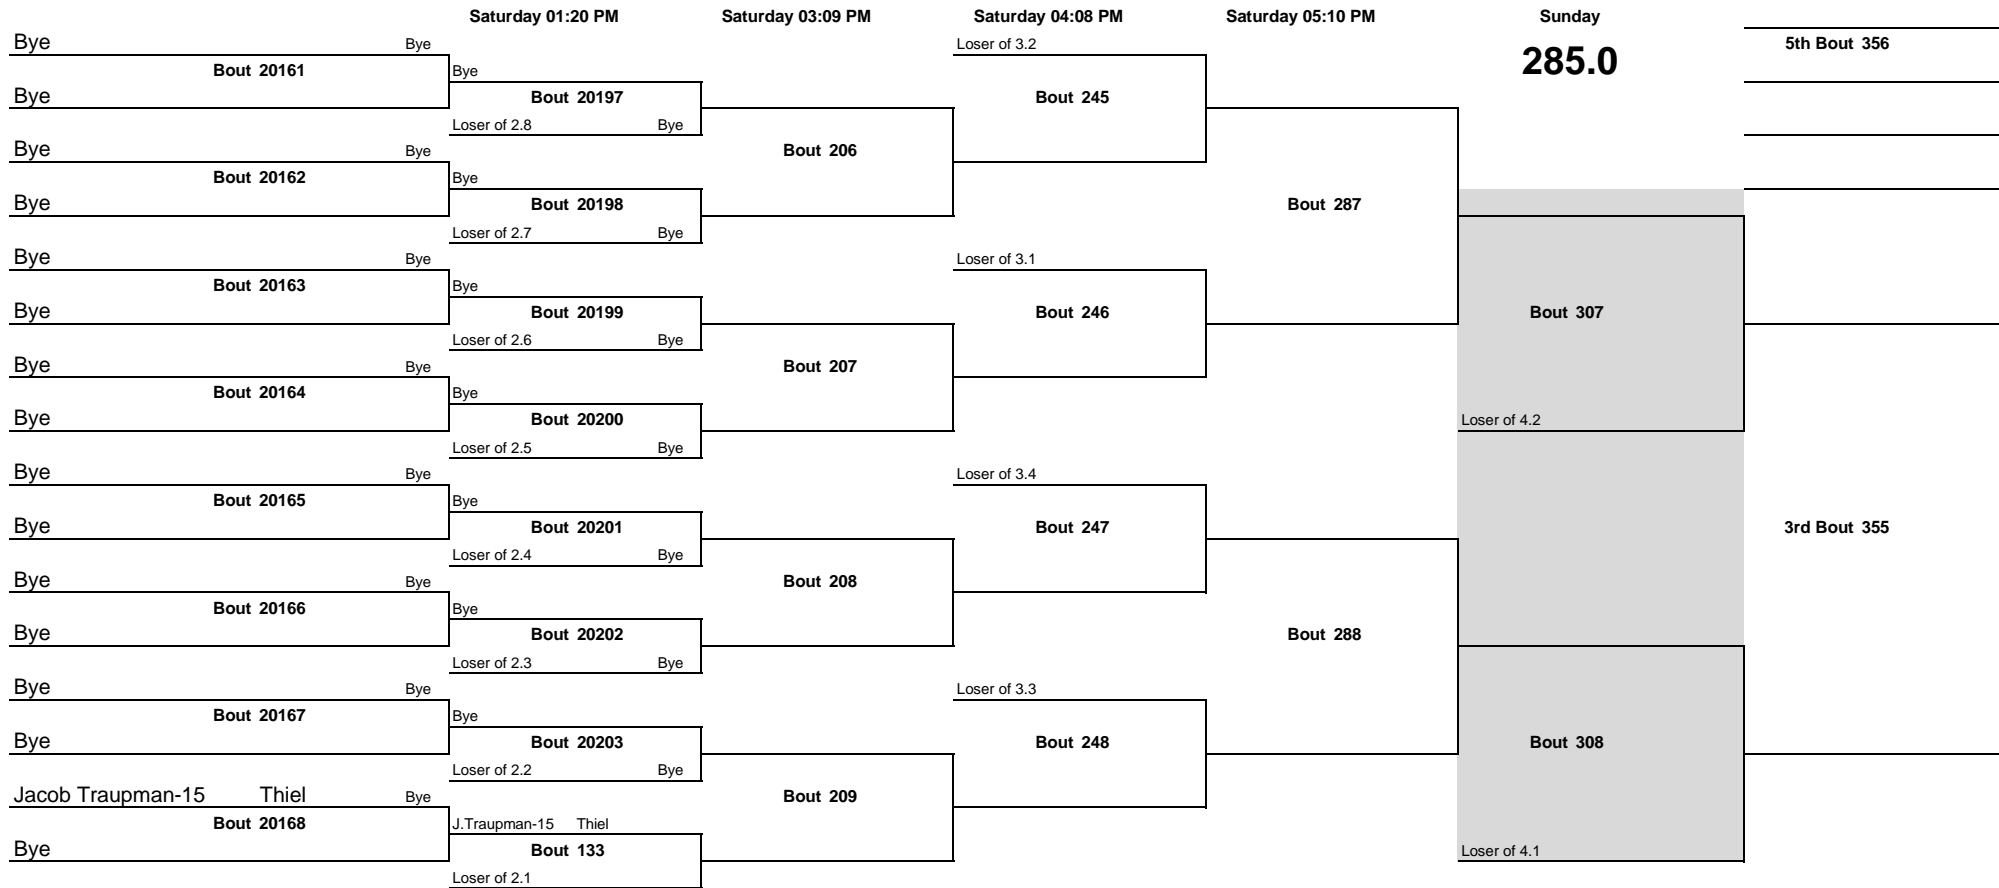 Saturday 01:20 PM Saturday 03:09 PM Saturday 04:08 PM Saturday 05:10 PM Sunday
Bye Bye Loser of 3.2 285.0 5th Bout 356
Bout 20161 Bye
Bye Bout 20197 Bout 245
Loser of 2.8 Bye
Bye Bye Bout 206
Bout 20162 Bye
Bye Bout 20198 Bout 287
Loser of 2.7 Bye
Bye Bye Loser of 3.1
Bout 20163 Bye
Bye Bout 20199 Bout 246 Bout 307
Loser of 2.6 Bye
Bye Bye Bout 207
Bout 20164 Bye
Bye Bout 20200 Loser of 4.2
Loser of 2.5 Bye
Bye Bye Loser of 3.4
Bout 20165 Bye
Bye Bout 20201 Bout 247 3rd Bout 355
Loser of 2.4 Bye
Bye Bye Bout 208
Bout 20166 Bye
Bye Bout 20202 Bout 288
Loser of 2.3 Bye
Bye Bye Loser of 3.3
Bout 20167 Bye
Bye Bout 20203 Bout 248 Bout 308
Loser of 2.2 Bye
Jacob Traupman-15 Thiel Bye Bout 209
Bout 20168 J.Traupman-15 Thiel
Bye Bout 133 Loser of 4.1
Loser of 2.1